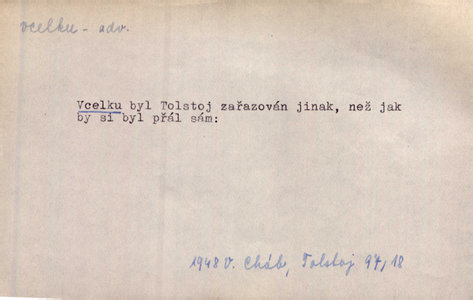 vcelku - adv.
Vcelku byl Tolstoj zařazován jinak, než jak
by si byl přál sám:
1948 V. Cháb, Tolstoj 97,18